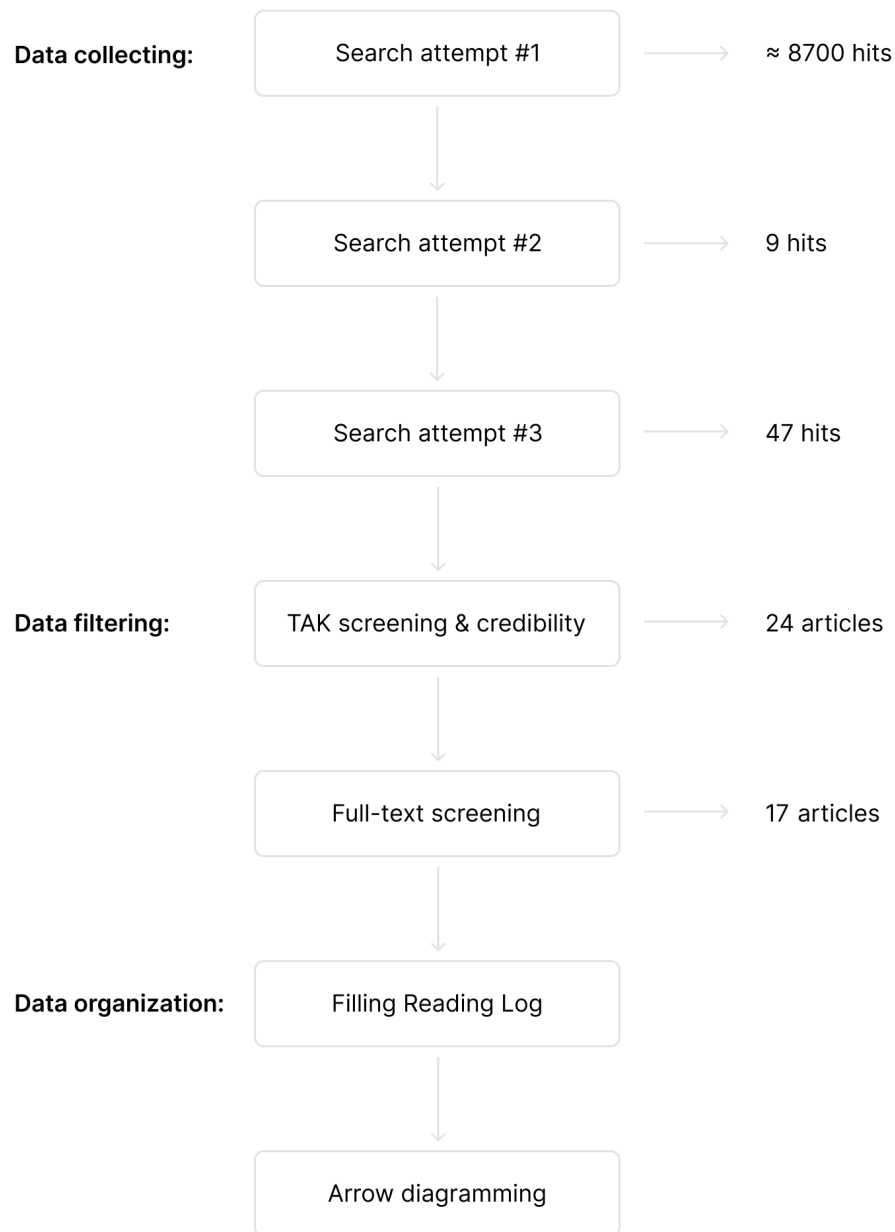 Data collecting:
Search attempt #1
≈ 8700 hits
Search attempt #2
9 hits
Search attempt #3
47 hits
Data filtering:
TAK screening & credibility
24 articles
Full-text screening
17 articles
Data organization:
Filling Reading Log
Arrow diagramming